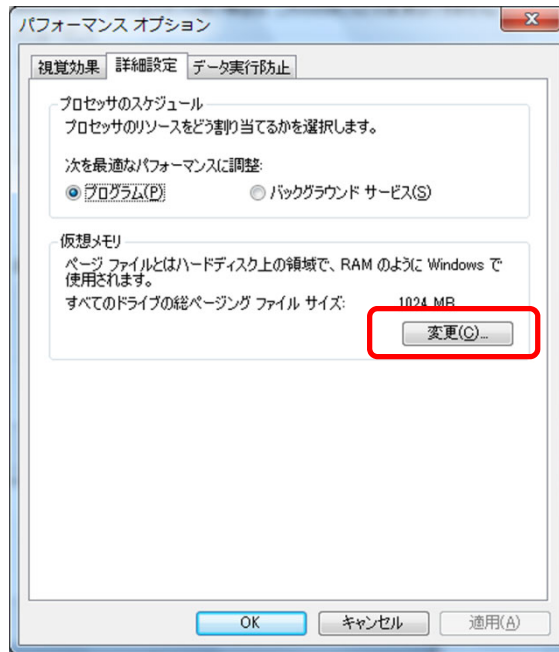 パフォーマンス オプション
視覚効果 詳細設定 データ実行防止
プロセッサのスケジュール
プロセッサのリソースをどう割り当てるかを選択します。
次を最適なパフォーマンスに調整:
プログラム(P) バックグラウンド サービス(S)
仮想メモリ
ページ ファイルとはハードディスク上の領域で、RAM のように Windows で
使用されます。
すべてのドライブの総ページング ファイル サイズ: 1024 MB
変更(C)...
OK キャンセル 適用(A)